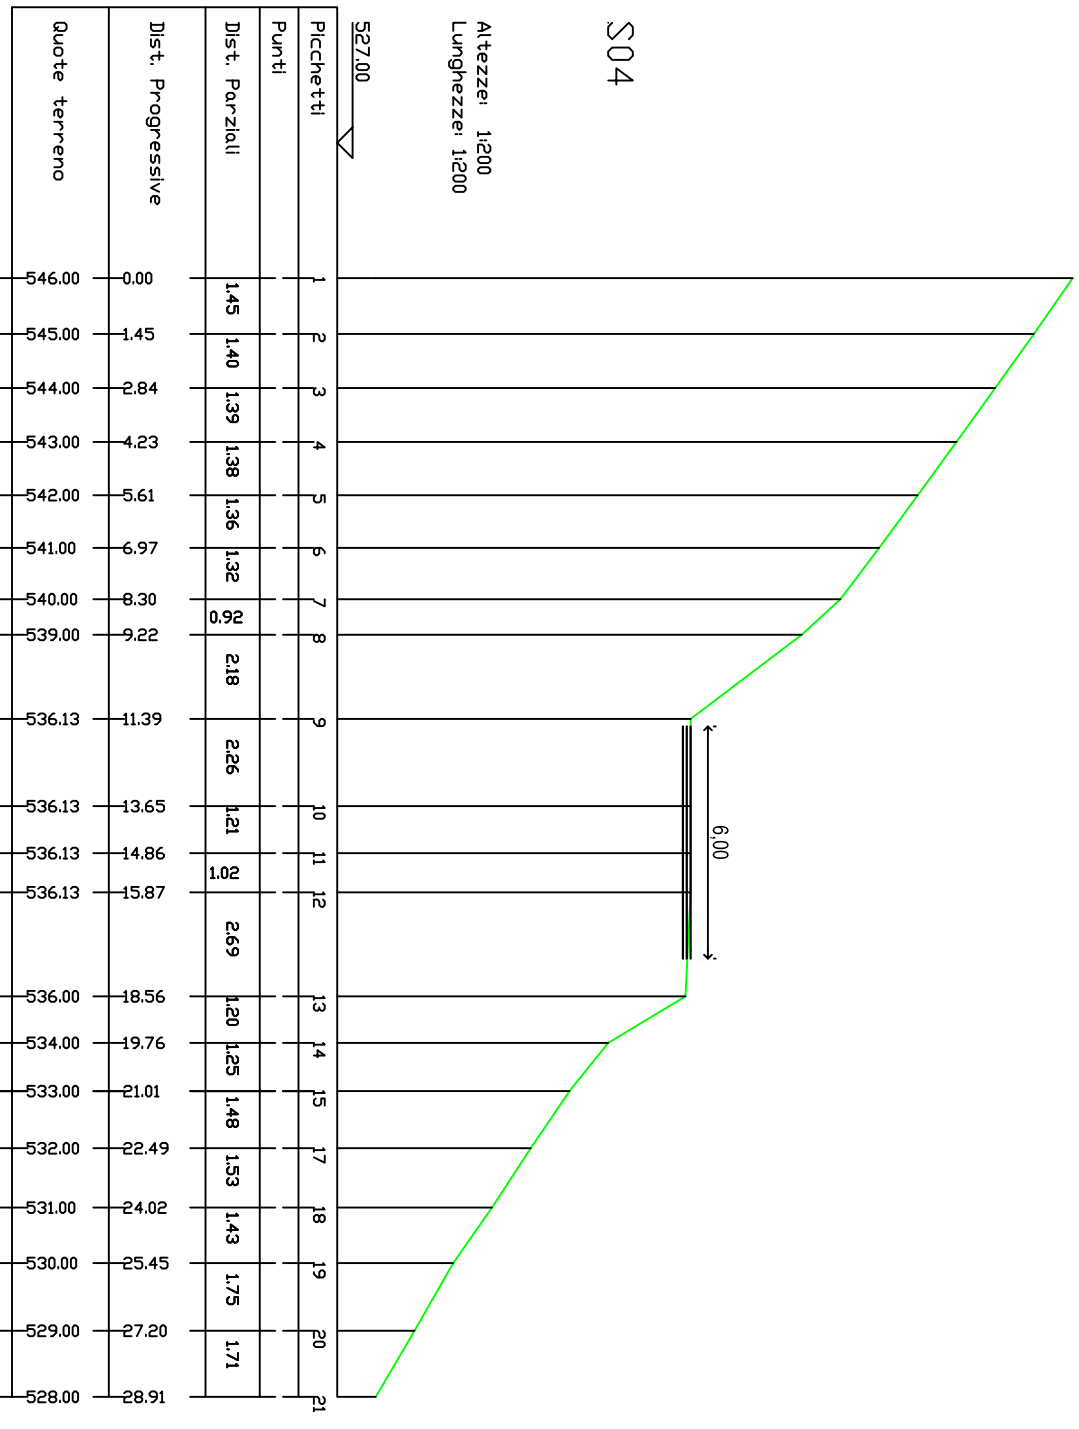 S04
Altezze: 1:200
Lunghezze: 1:200
527.00
6,00
Picchetti 1 2 3 4 5 6 7 8 9 10 11 12 13 14 15 17 18 19 20 21
Punti
Dist. Parziali 1.45 1.40 1.39 1.38 1.36 1.32 0.92 2.18 2.26 1.21 1.02 2.69 1.20 1.25 1.48 1.53 1.43 1.75 1.71
Dist. Progressive 0.00 1.45 2.84 4.23 5.61 6.97 8.30 9.22 11.39 13.65 14.86 15.87 18.56 19.76 21.01 22.49 24.02 25.45 27.20 28.91
Quote terreno 546.00 545.00 544.00 543.00 542.00 541.00 540.00 539.00 536.13 536.13 536.13 536.13 536.00 534.00 533.00 532.00 531.00 530.00 529.00 528.00